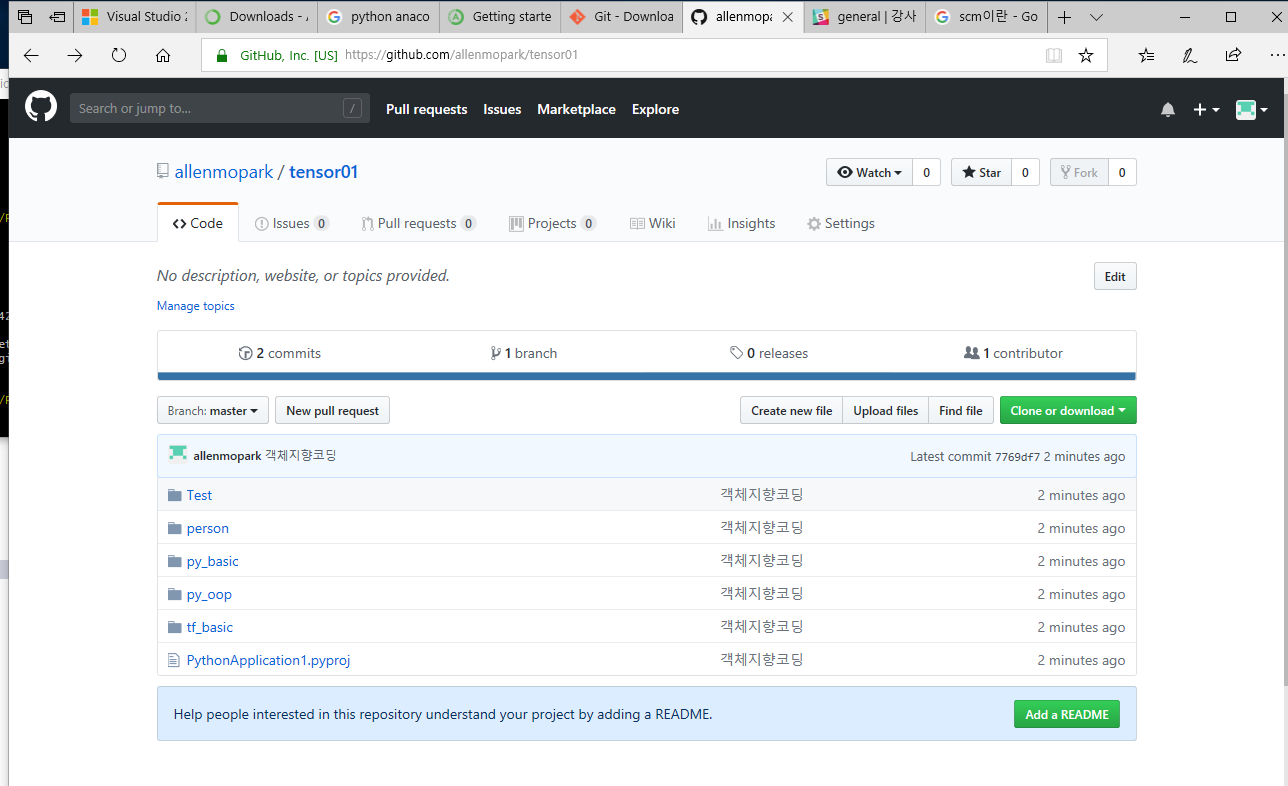 Visual Studio 2 Downloads - A python anaco Getting starte Git - Downloa allenmopa general | 강사 scm이란 - Go
GitHub, Inc. [US] https://github.com/allenmopark/tensor01
Search or jump to... / Pull requests Issues Marketplace Explore
allenmopark / tensor01 Watch 0 Star 0 Fork 0
Code Issues 0 Pull requests 0 Projects 0 Wiki Insights Settings
No description, website, or topics provided. Edit
Manage topics
2 commits 1 branch 0 releases 1 contributor
Branch: master New pull request Create new file Upload files Find file Clone or download
allenmopark 객체지향코딩 Latest commit 7769df7 2 minutes ago
Test 객체지향코딩 2 minutes ago
person 객체지향코딩 2 minutes ago
py_basic 객체지향코딩 2 minutes ago
py_oop 객체지향코딩 2 minutes ago
tf_basic 객체지향코딩 2 minutes ago
PythonApplication1.pyproj 객체지향코딩 2 minutes ago
Help people interested in this repository understand your project by adding a README. Add a README